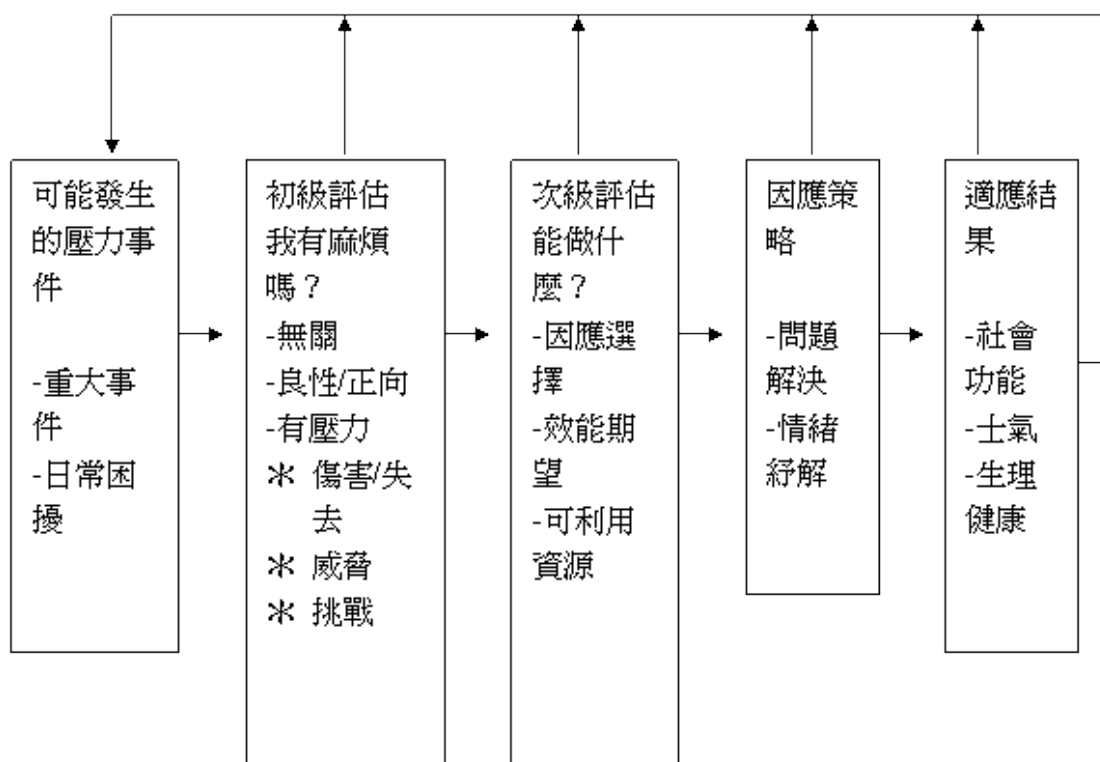 可能發生
的壓力事
件
-重大事
件
-日常困
擾
初級評估
我有麻煩
嗎？
-無關
-良性/正向
-有壓力
＊ 傷害/失
去
＊ 威脅
＊ 挑戰
次級評估
能做什
麼？
-因應選
擇
-效能期
望
-可利用
資源
因應策
略
-問題
解決
-情緒
紓解
適應結
果
-社會
功能
-士氣
-生理
健康